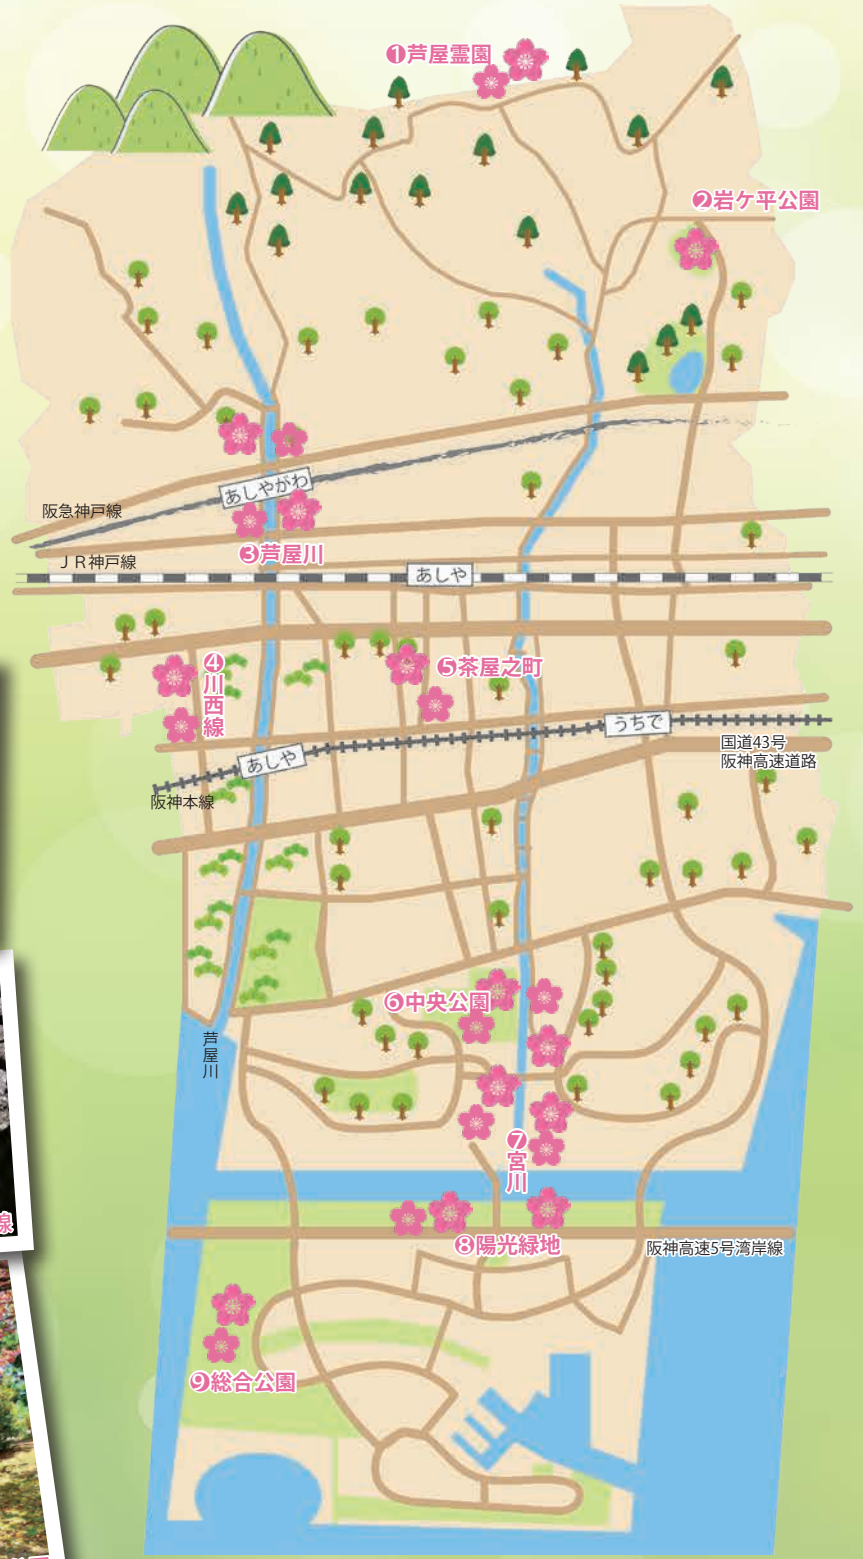 ❶芦屋霊園
❷岩ケ平公園
あしやがわ
阪急神戸線
❸芦屋川
ＪＲ神戸線
あしや
❹川西線
❺茶屋之町
うちで
国道43号
阪神高速道路
あしや
阪神本線
❻中央公園
芦屋川
❼宮川
線
❽陽光緑地
阪神高速5号湾岸線
❾総合公園